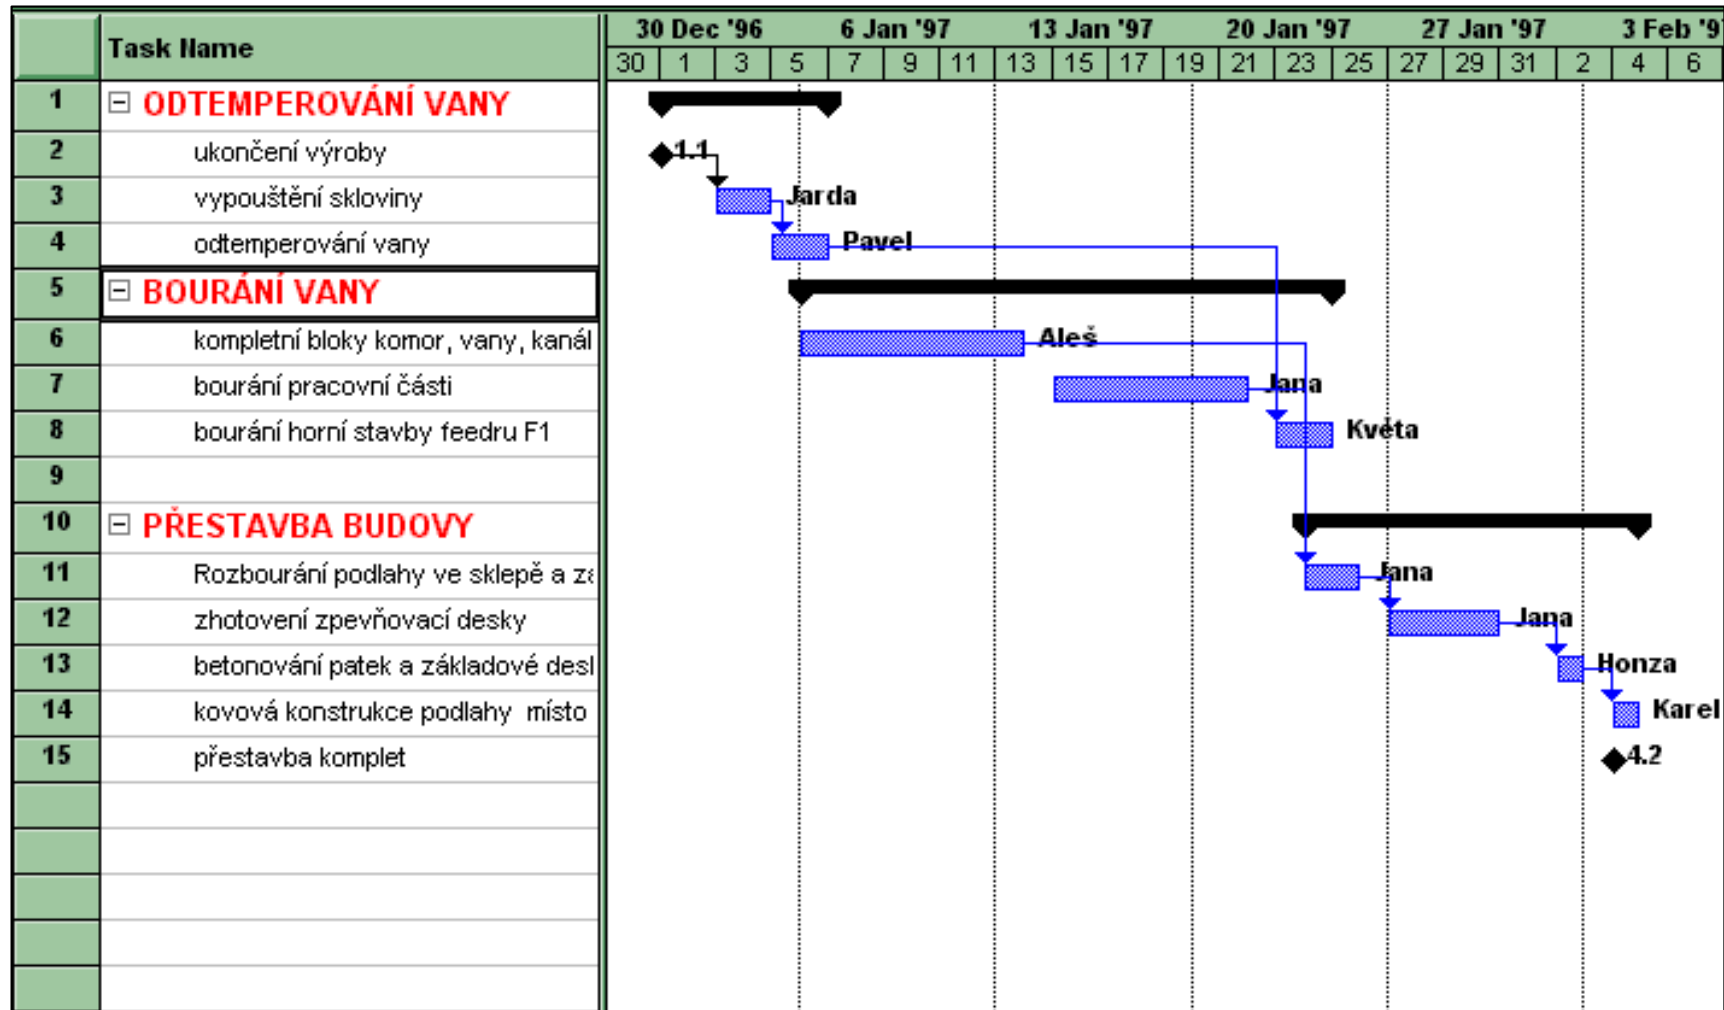 Task Name
30 Dec '96 6 Jan '97 13 Jan '97 20 Jan '97 27 Jan '97 3 Feb '9
30 1 3 5 7 9 11 13 15 17 19 21 23 25 27 29 31 2 4 6
1 ODTEMPEROVÁNÍ VANY
2 ukončení výroby 1.1
3 vypouštění skloviny Jarda
4 odtemperování vany Pavel
5 BOURÁNÍ VANY
6 kompletní bloky komor, vany, kanál Aleš
7 bourání pracovní části Jana
8 bourání horní stavby feedru F1 Květa
9
10 PŘESTAVBA BUDOVY
11 Rozbourání podlahy ve sklepě a Jana
12 zhotovení zpevňovací desky Jana
13 betonování patek a základové Honza
14 kovová konstrukce podlahy místo Karel
15 přestavba komplet 4.2